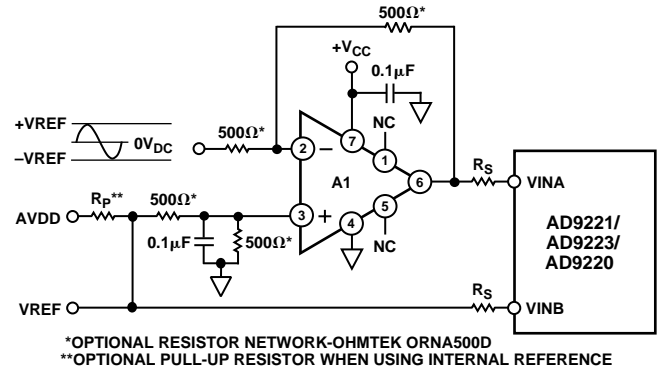 500Ω*
+VCC
0.1μF
+VREF
0VDC
–VREF
500Ω*
NC
2
–
7
1
6
A1
RS
VINA
RP**
AVDD
500Ω*
3
+
4
5
NC
0.1μF
500Ω*
AD9221/
AD9223/
AD9220
RS
VREF
VINB
*OPTIONAL RESISTOR NETWORK-OHMTEK ORNA500D
**OPTIONAL PULL-UP RESISTOR WHEN USING INTERNAL REFERENCE